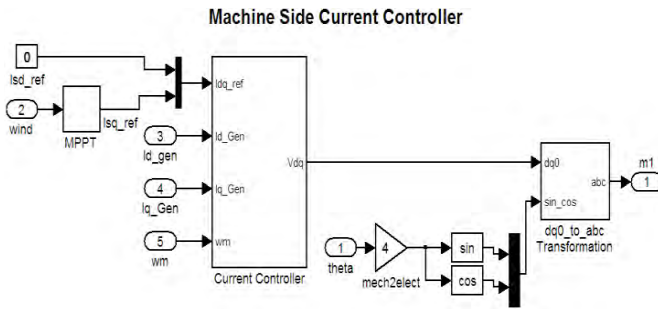 Machine Side Current Controller
0
Isd_ref
2
wind
MPPT
Isq_ref
3
Id_gen
4
Iq_Gen
5
wm
Idq_ref
Id_Gen
Iq_Gen
wm
Vdq
Current Controller
1
theta
4
mech2elect
sin
cos
dq0
sin_cos
abc
dq0_to_abc
Transformation
m1
1